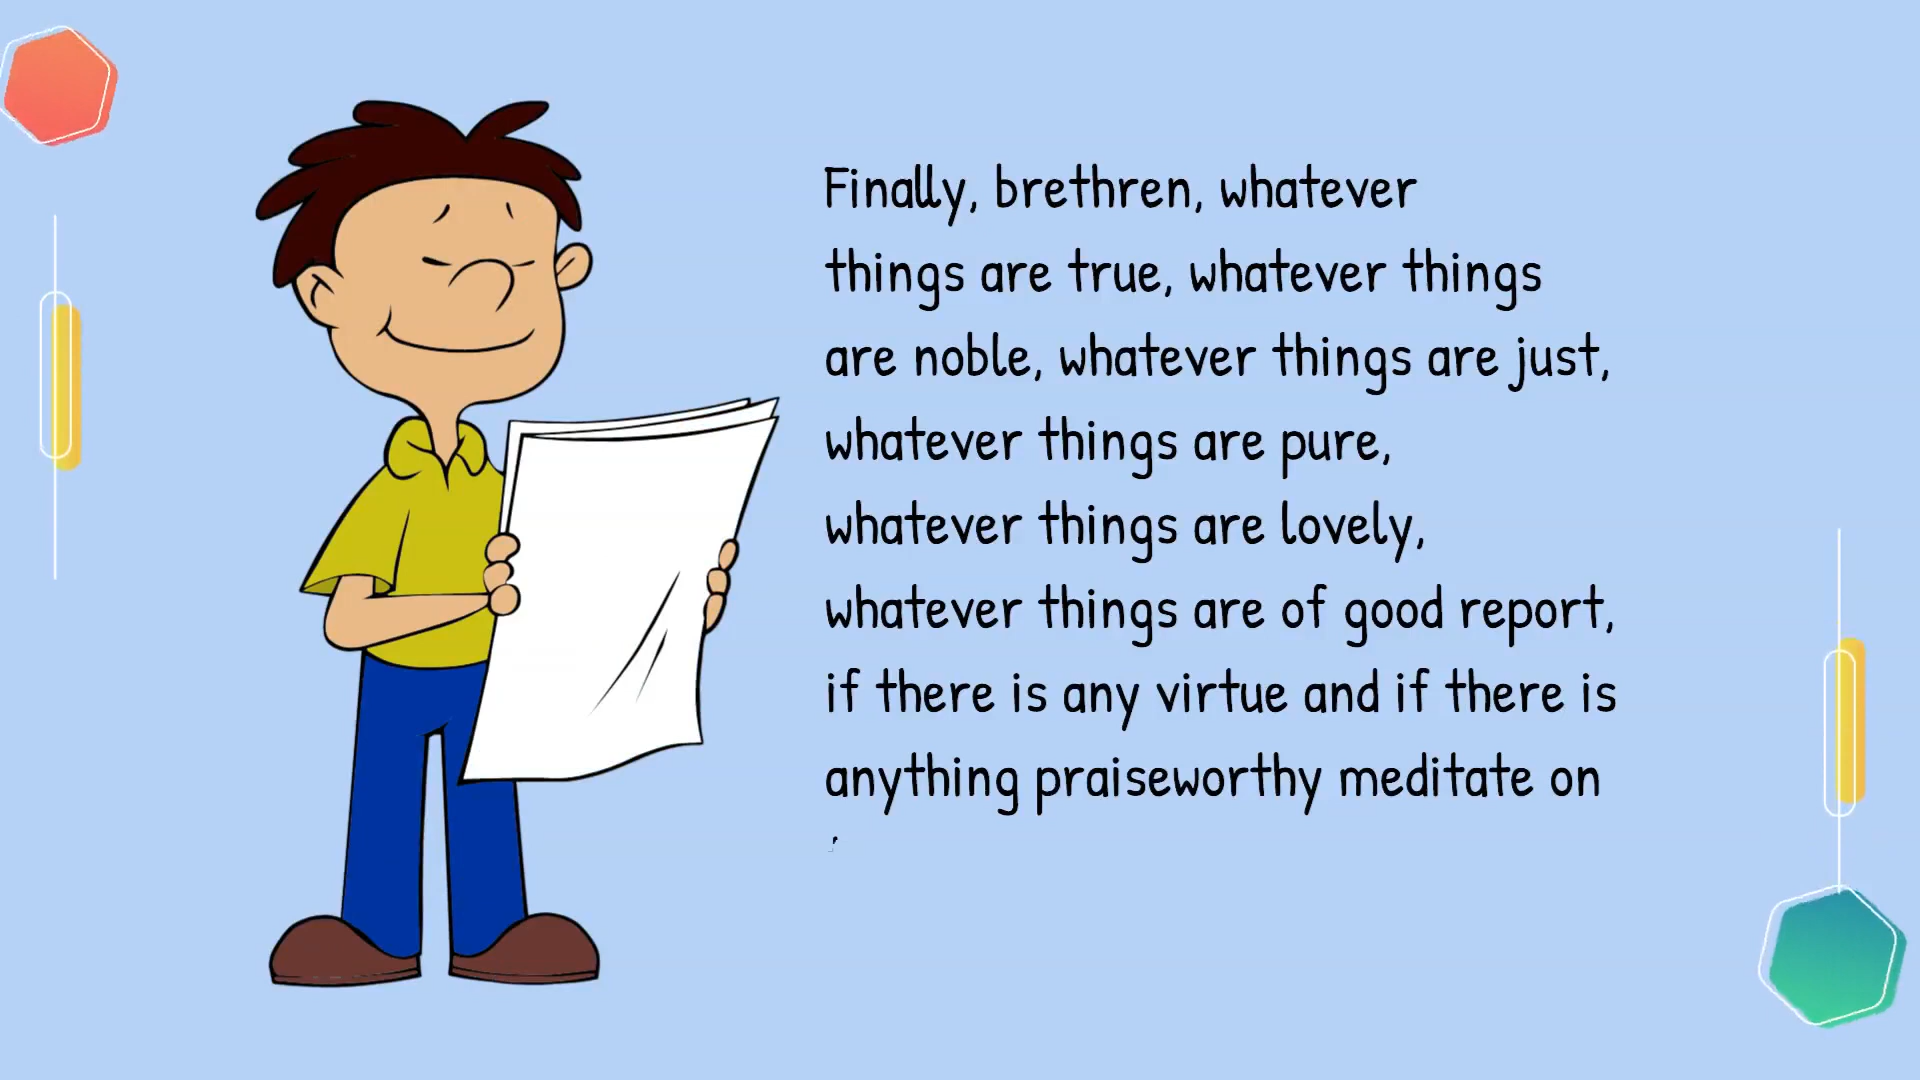 Finally, brethren, whatever
things are true, whatever things
are noble, whatever things are just,
whatever things are pure,
whatever things are lovely,
whatever things are of good report,
if there is any virtue and if there is
anything praiseworthy meditate on